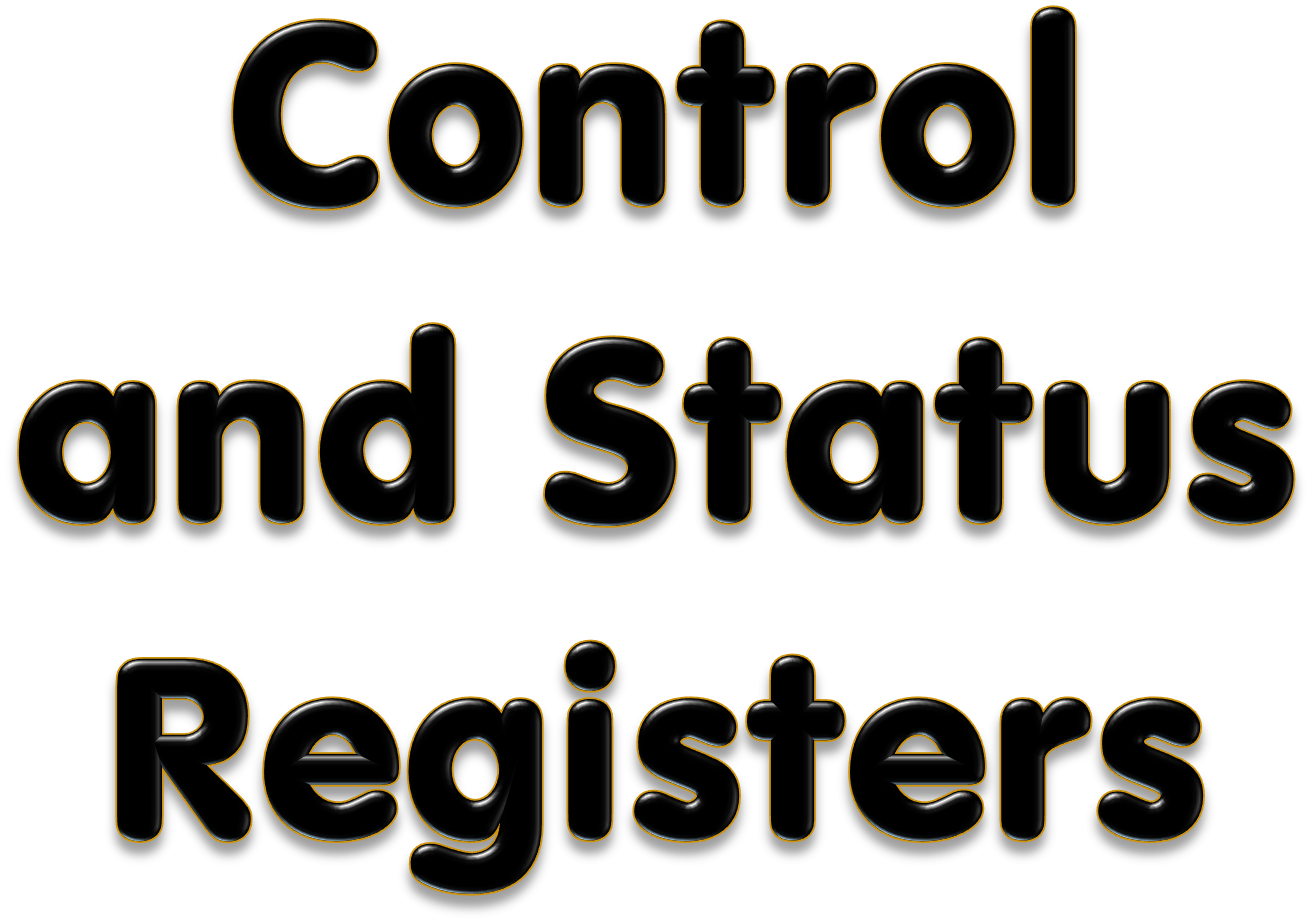 Control
and Status
Registers